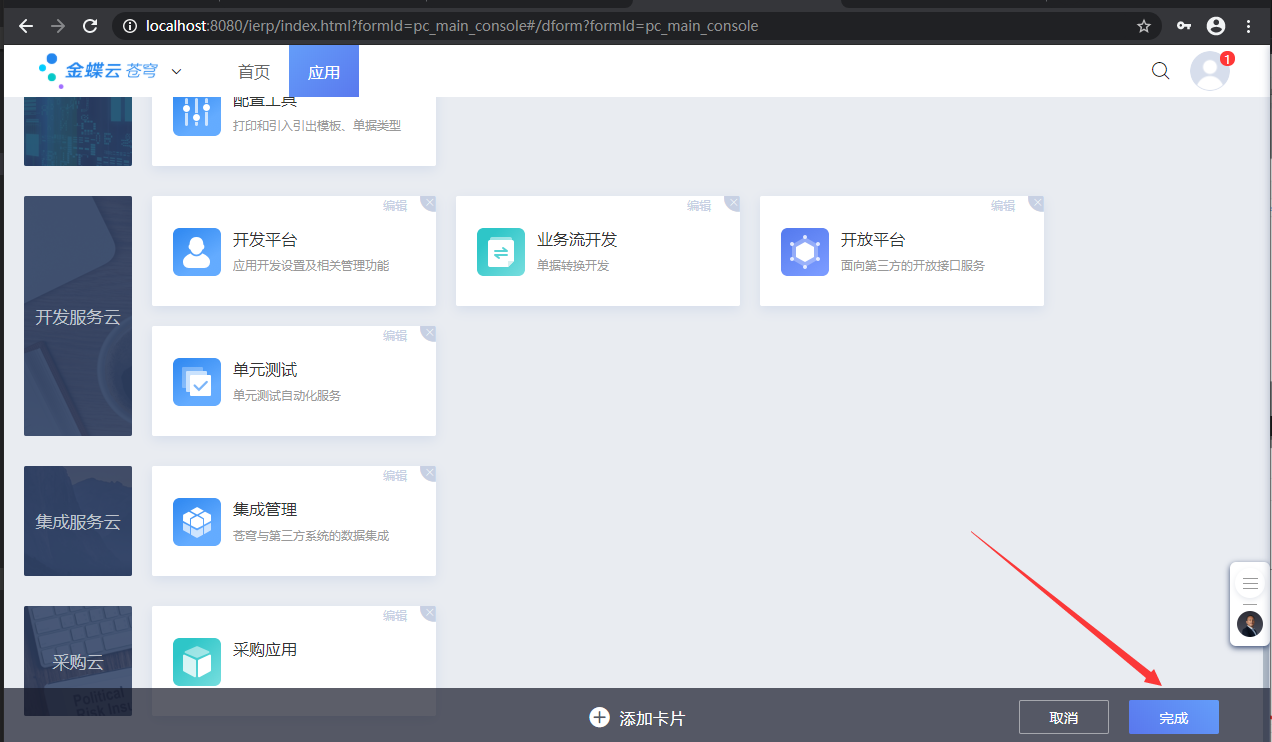 localhost:8080/ierp/index.html?formId=pc_main_console#/dform?formId=pc_main_console
金蝶云 苍穹
首页
应用
1
配置工具
打印和引入引出模板、单据类型
开发服务云
编辑
开发平台
应用开发设置及相关管理功能
编辑
业务流开发
单据转换开发
编辑
开放平台
面向第三方的开放接口服务
编辑
单元测试
单元测试自动化服务
集成服务云
编辑
集成管理
苍穹与第三方系统的数据集成
采购云
编辑
采购应用
Political
Risk Insu
添加卡片
取消
完成